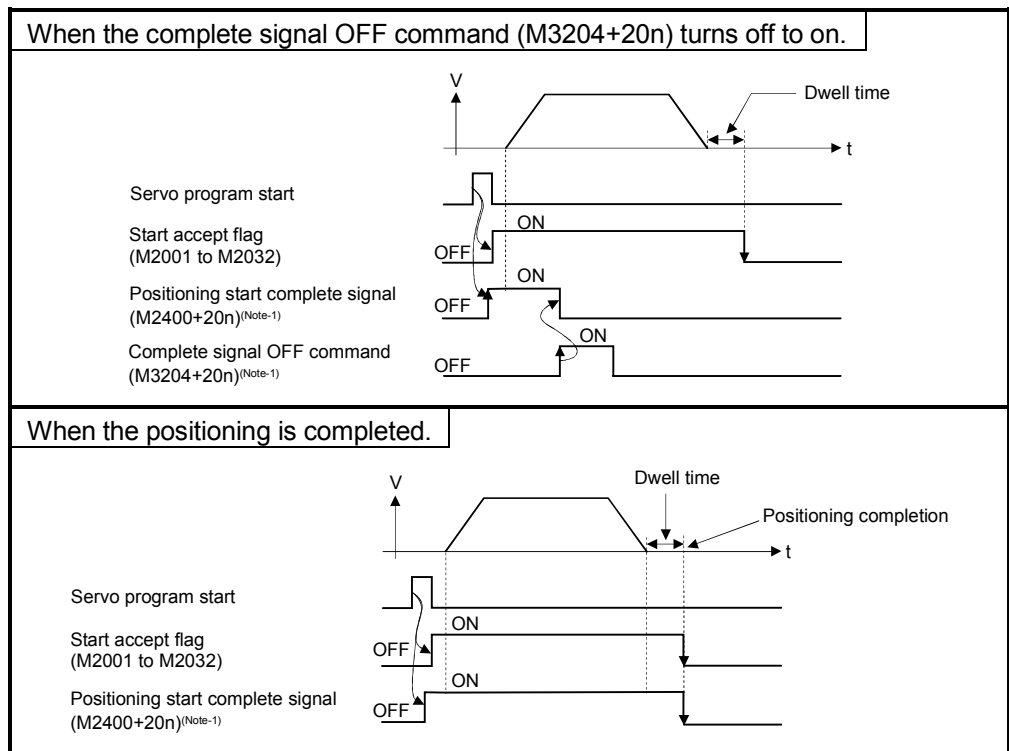 When the complete signal OFF command (M3204+20n) turns off to on.
V
Dwell time
t
Servo program start
Start accept flag
(M2001 to M2032)
OFF
ON
Positioning start complete signal
(M2400+20n)(Note-1)
OFF
ON
Complete signal OFF command
(M3204+20n)(Note-1)
OFF
ON
When the positioning is completed.
V
Dwell time
Positioning completion
t
Servo program start
Start accept flag
(M2001 to M2032)
OFF
ON
Positioning start complete signal
(M2400+20n)(Note-1)
OFF
ON